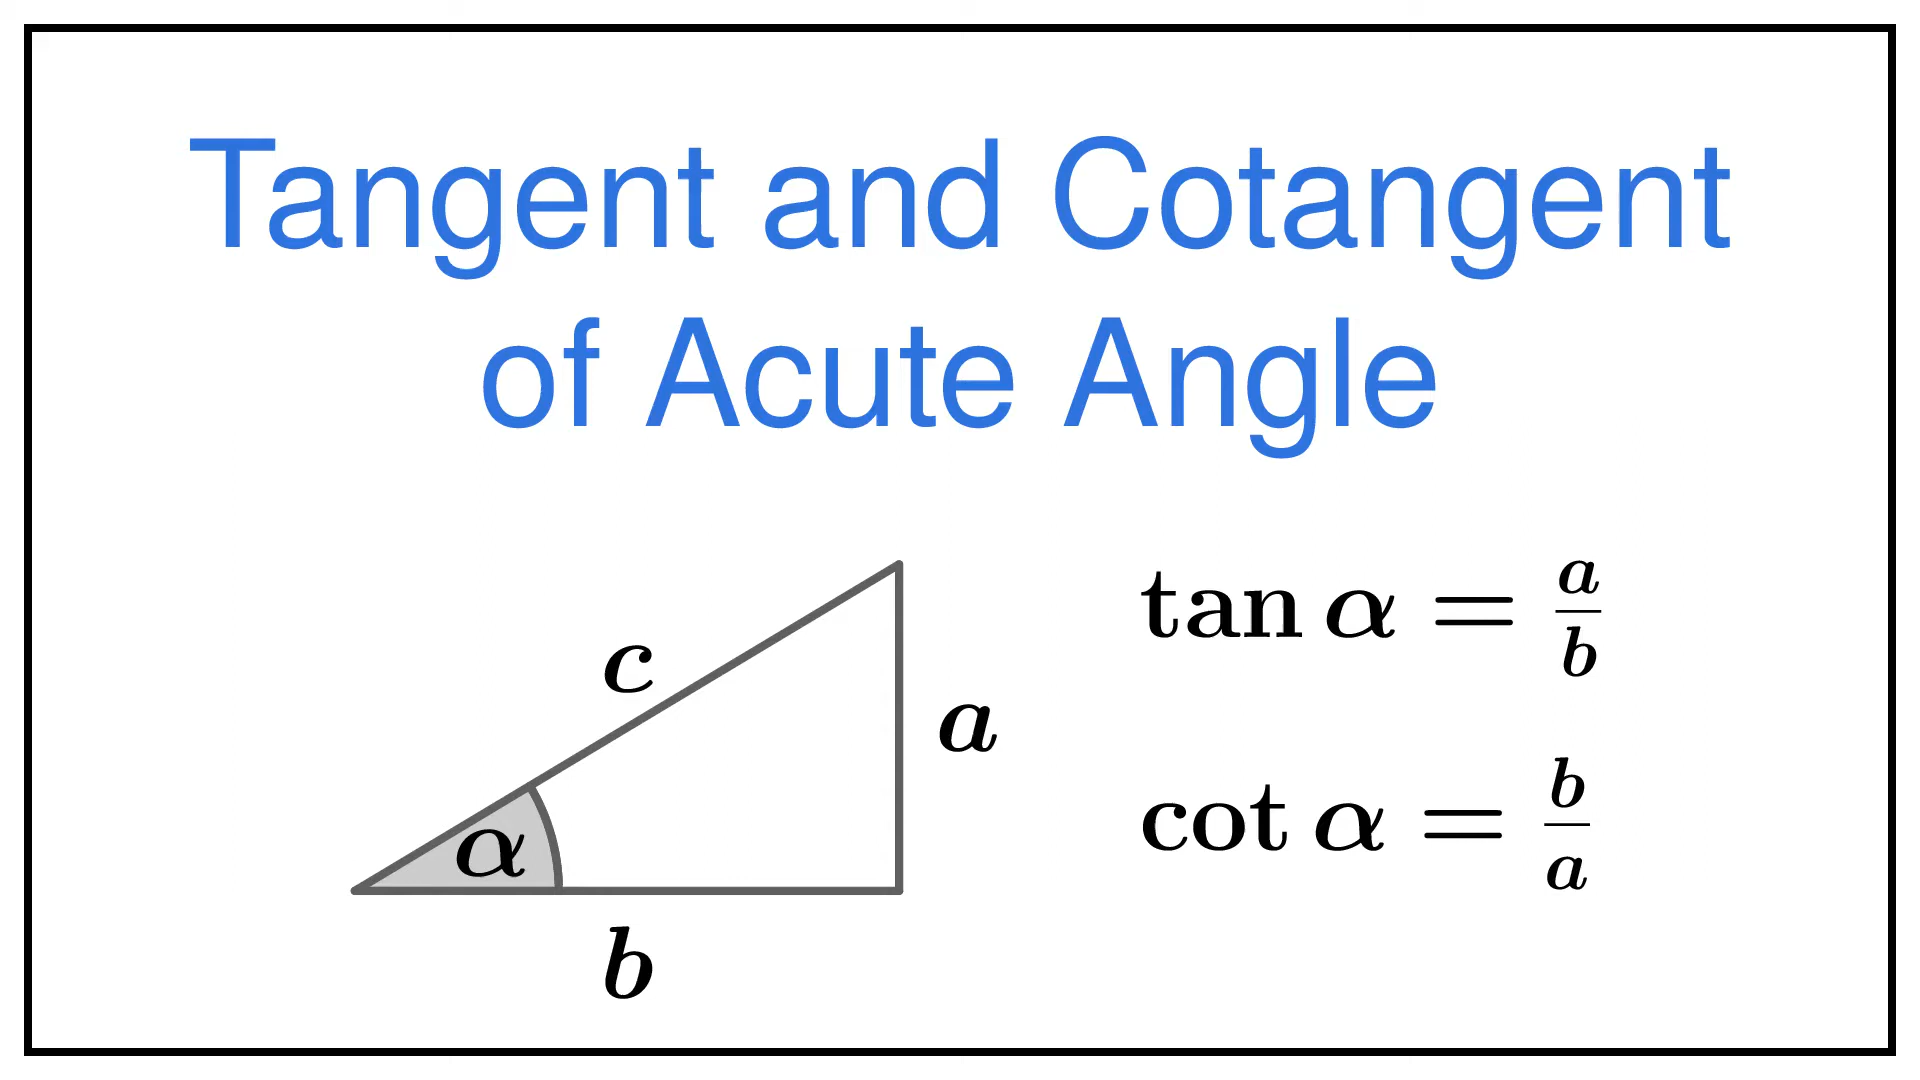 Tangent and Cotangent
of Acute Angle
tan α = a/b
c
a
cot α = b/a
α
b